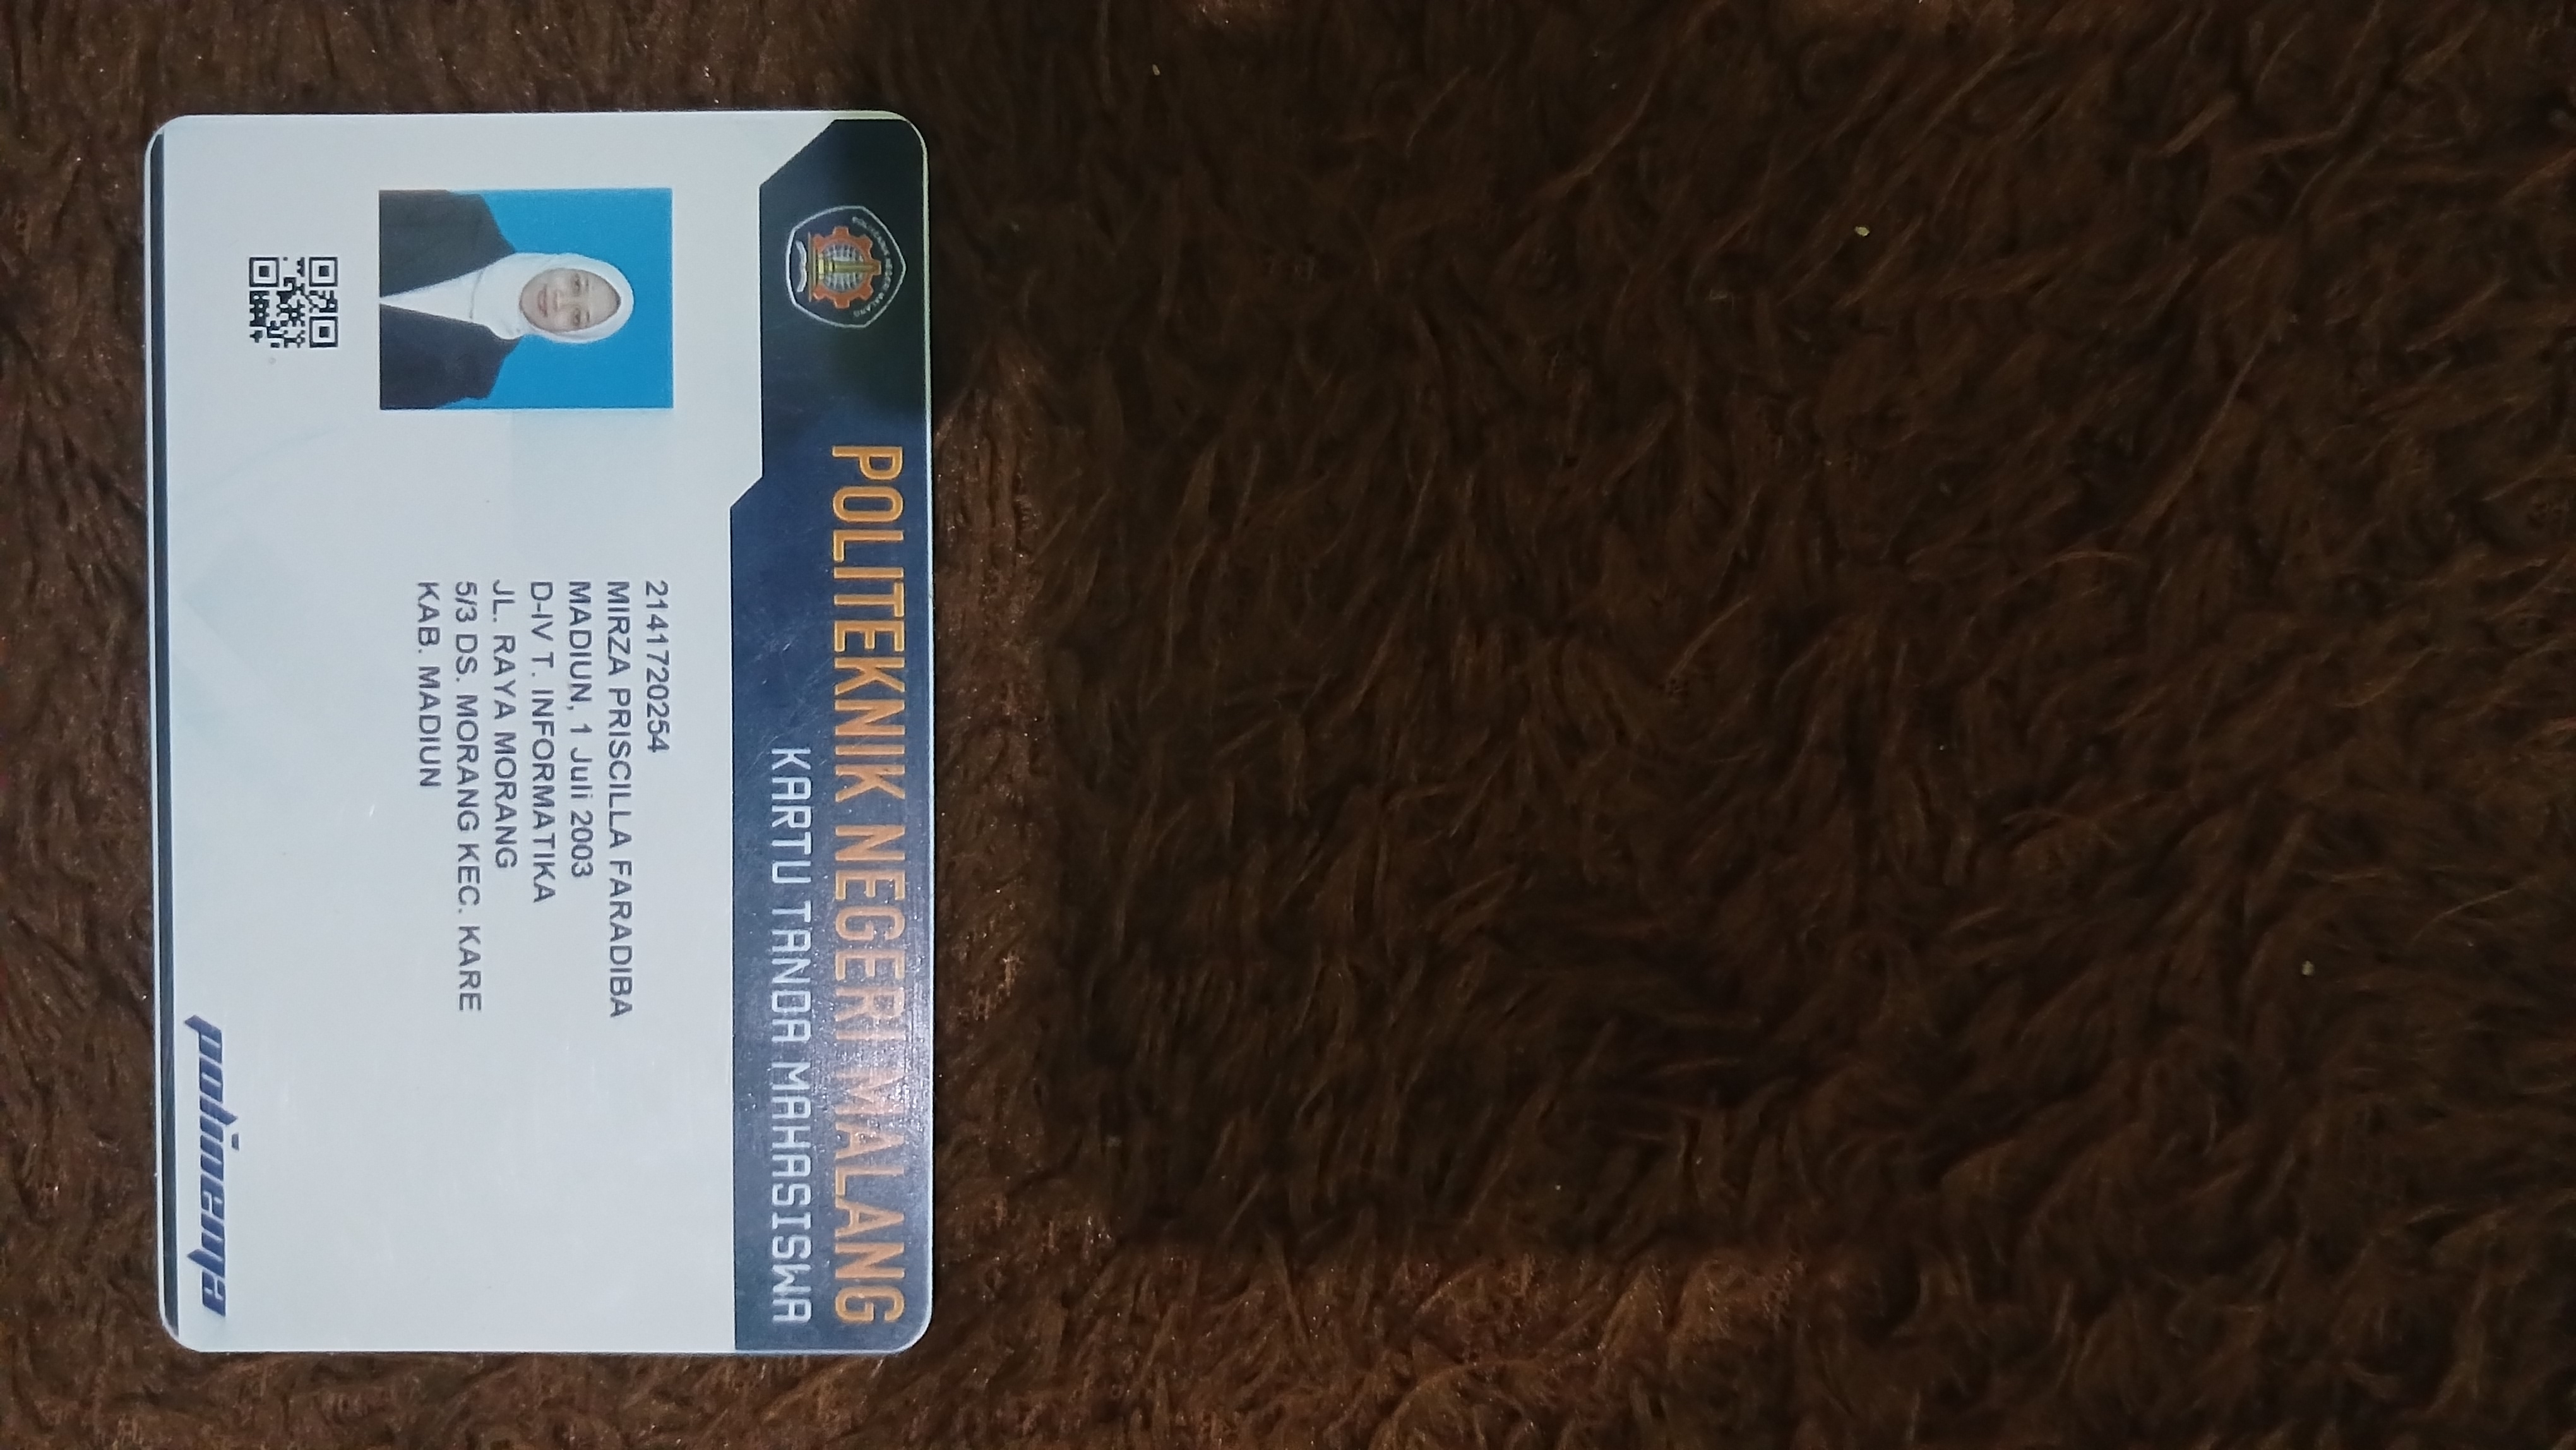 POLITEKNIK NEGERI MALANG
KARTU TANDA MAHASISWA
2141720254
MIRZA PRISCILLA FARADIBA
MADIUN, 1 Juli 2003
D-IV T. INFORMATIKA
JL. RAYA MORANG
5/3 DS. MORANG KEC. KARE
KAB. MADIUN
polinema